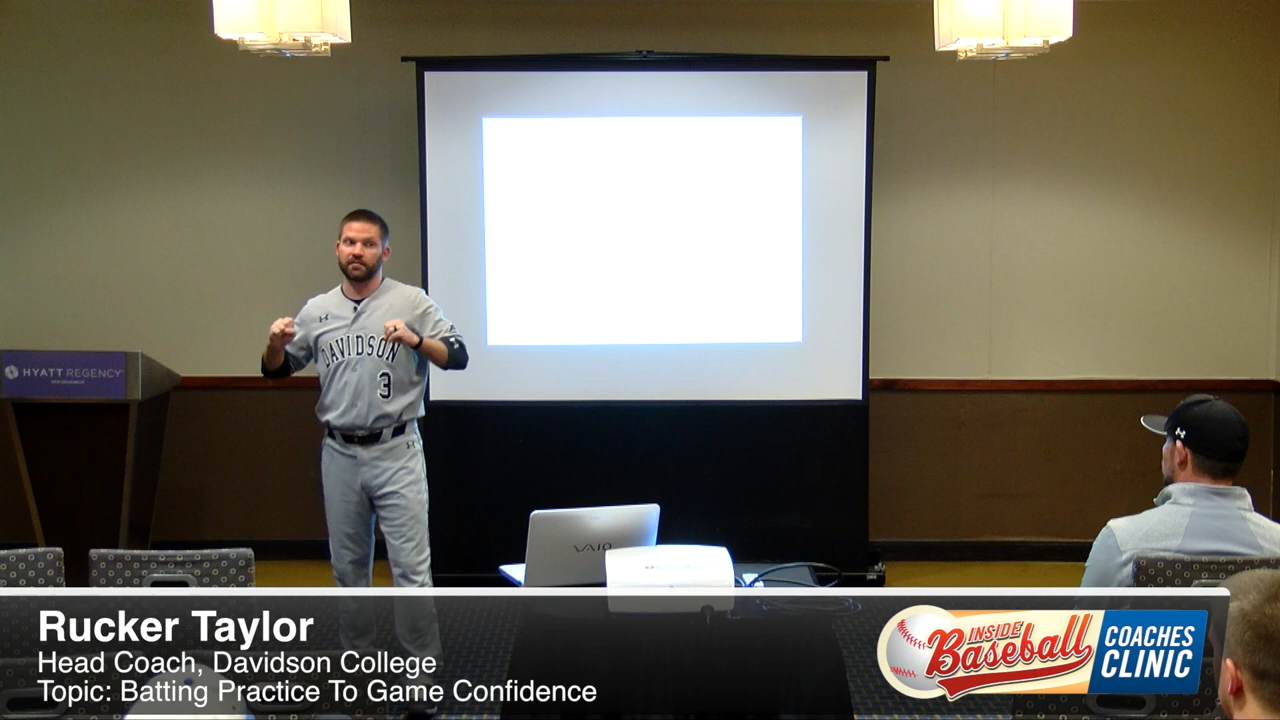 HYATT REGENCY
DAVIDSON
3
VAIO
Rucker Taylor
Head Coach, Davidson College
Topic: Batting Practice To Game Confidence
INSIDE
Baseball
COACHES
CLINIC